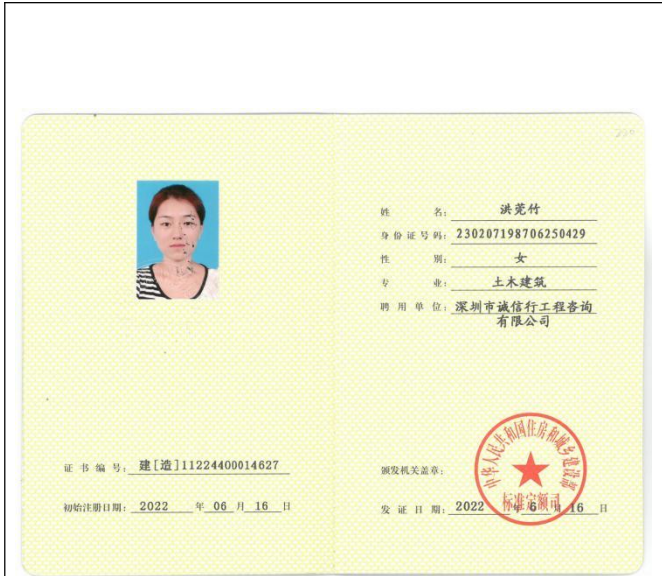 姓 名: 洪莞竹
身份证号码: 230207198706250429
性 别: 女
专 业: 土木建筑
聘用单位: 深圳市诚信行工程咨询
有限公司
证书编号: 建[造]11224400014627
初始注册日期: 2022 年 06 月 16 日
中华人民共和国住房和城乡建设部
标准定额司
颁发机关盖章:
发证日期: 2022 年 6 月 16 日